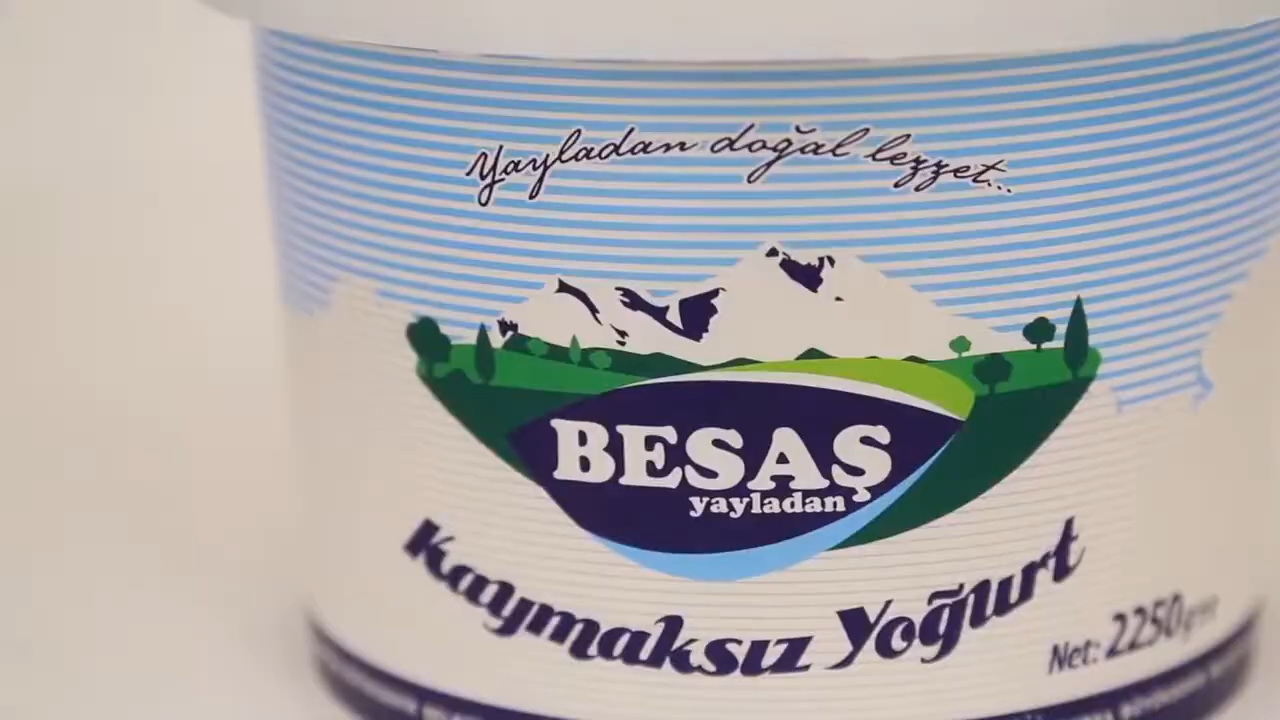 Yayladan doğal lezzet...
BESAŞ
yayladan
Kaymaksız Yoğurt
Net: 2250